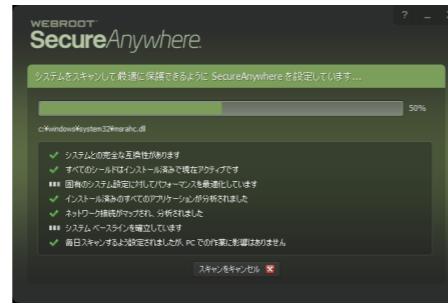 WEBROOT
SecureAnywhere.
? –
システムをスキャンして最適に保護できるように SecureAnywhere を設定しています...
50%
c:¥windows¥system32¥msrahc.dll
システムとの完全な互換性があります
すべてのシールドはインストール済みで現在アクティブです
固有のシステム設定に対してパフォーマンスを最適化しています
インストール済みのすべてのアプリケーションが分析されました
ネットワーク接続がマップされ、分析されました
システム ベースラインを確立しています
毎日スキャンするよう設定されましたが、PC での作業に影響はありません
スキャンをキャンセル